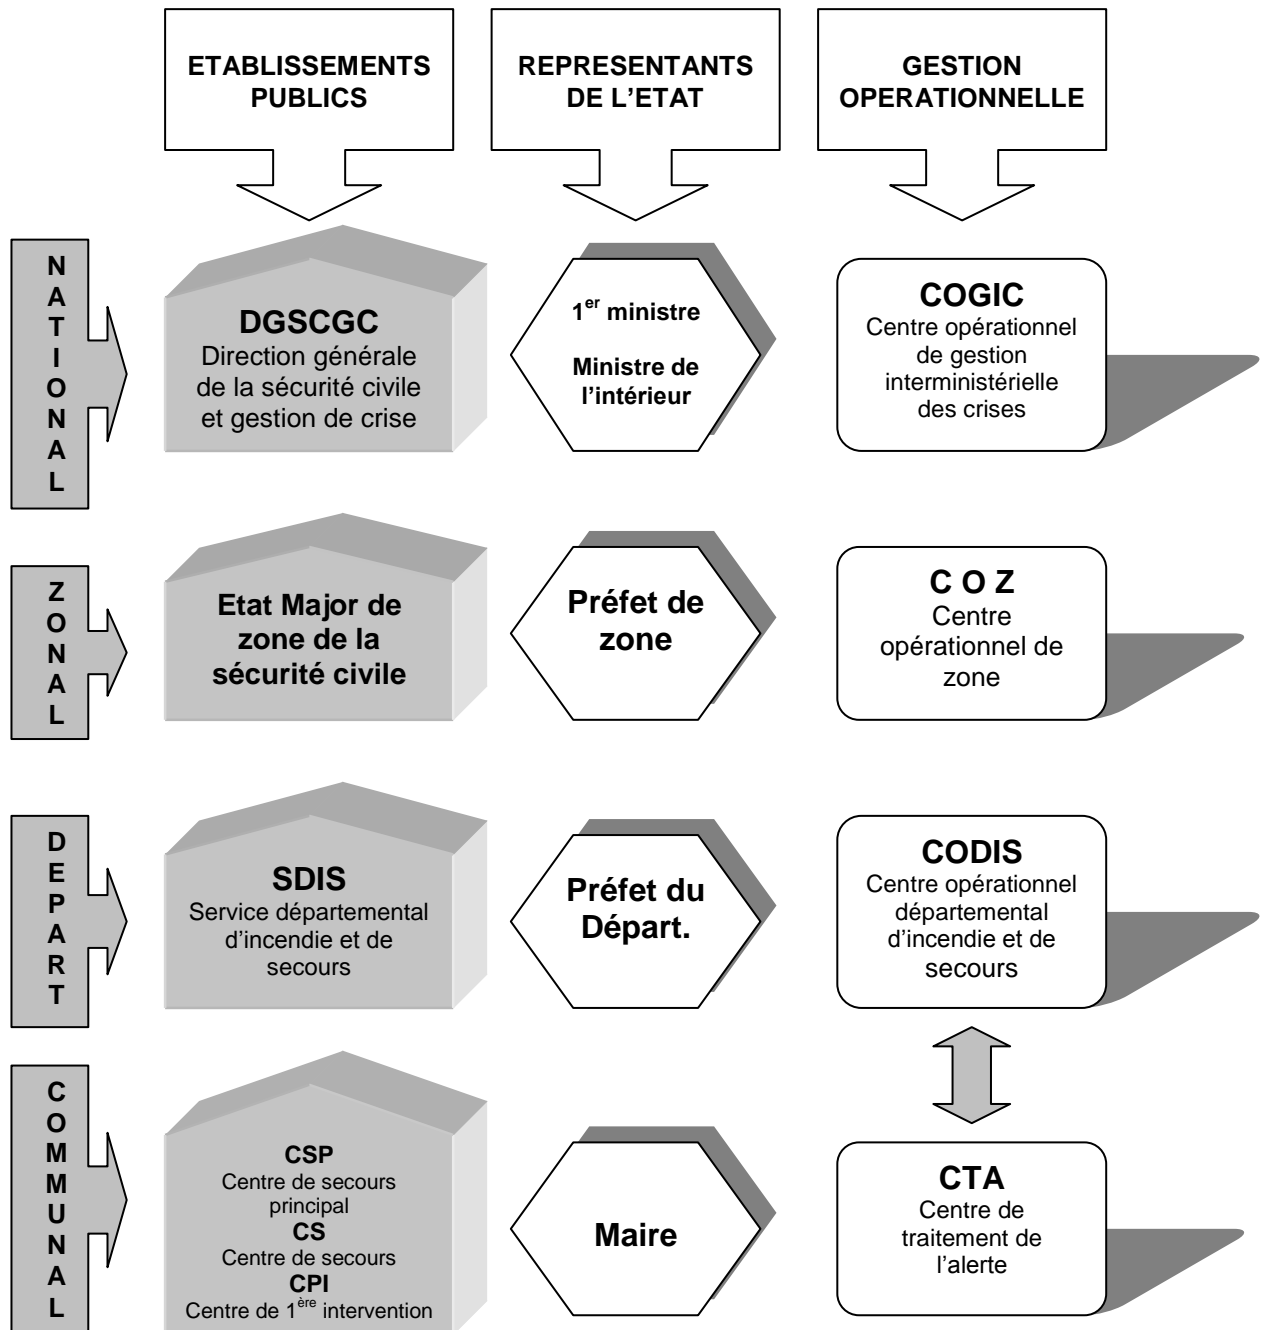 ETABLISSEMENTS
PUBLICS
REPRESENTANTS
DE L'ETAT
GESTION
OPERATIONNELLE
N
A
T
I
O
N
A
L
DGSCGC
Direction générale
de la sécurité civile
et gestion de crise
1er ministre
Ministre de
l'intérieur
COGIC
Centre opérationnel
de gestion
interministérielle
des crises
Z
O
N
A
L
Etat Major de
zone de la
sécurité civile
Préfet de
zone
C O Z
Centre
opérationnel de
zone
D
E
P
A
R
T
SDIS
Service départemental
d'incendie et de
secours
Préfet du
Départ.
CODIS
Centre opérationnel
départemental
d'incendie et de
secours
C
O
M
M
U
N
A
L
CSP
Centre de secours
principal
CS
Centre de secours
CPI
Centre de 1ère intervention
Maire
CTA
Centre de
traitement de
l'alerte